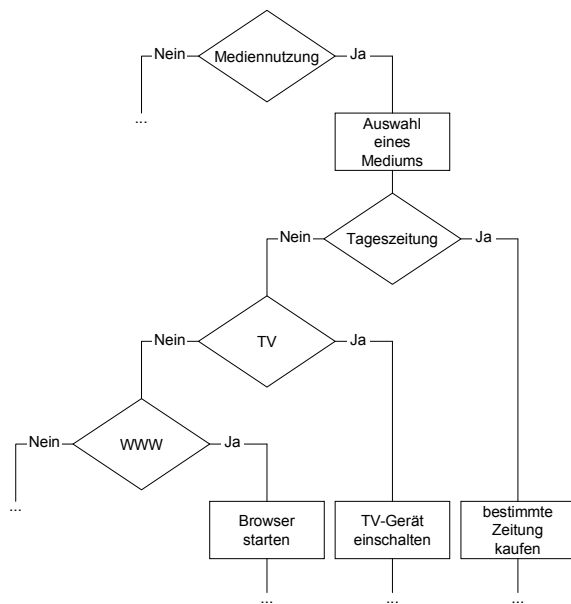 Nein
Mediennutzung
Ja
...
Auswahl
eines
Mediums
Nein
Tageszeitung
Ja
Nein
TV
Ja
Nein
WWW
Ja
...
Browser
starten
TV-Gerät
einschalten
bestimmte
Zeitung
kaufen
...
...
...